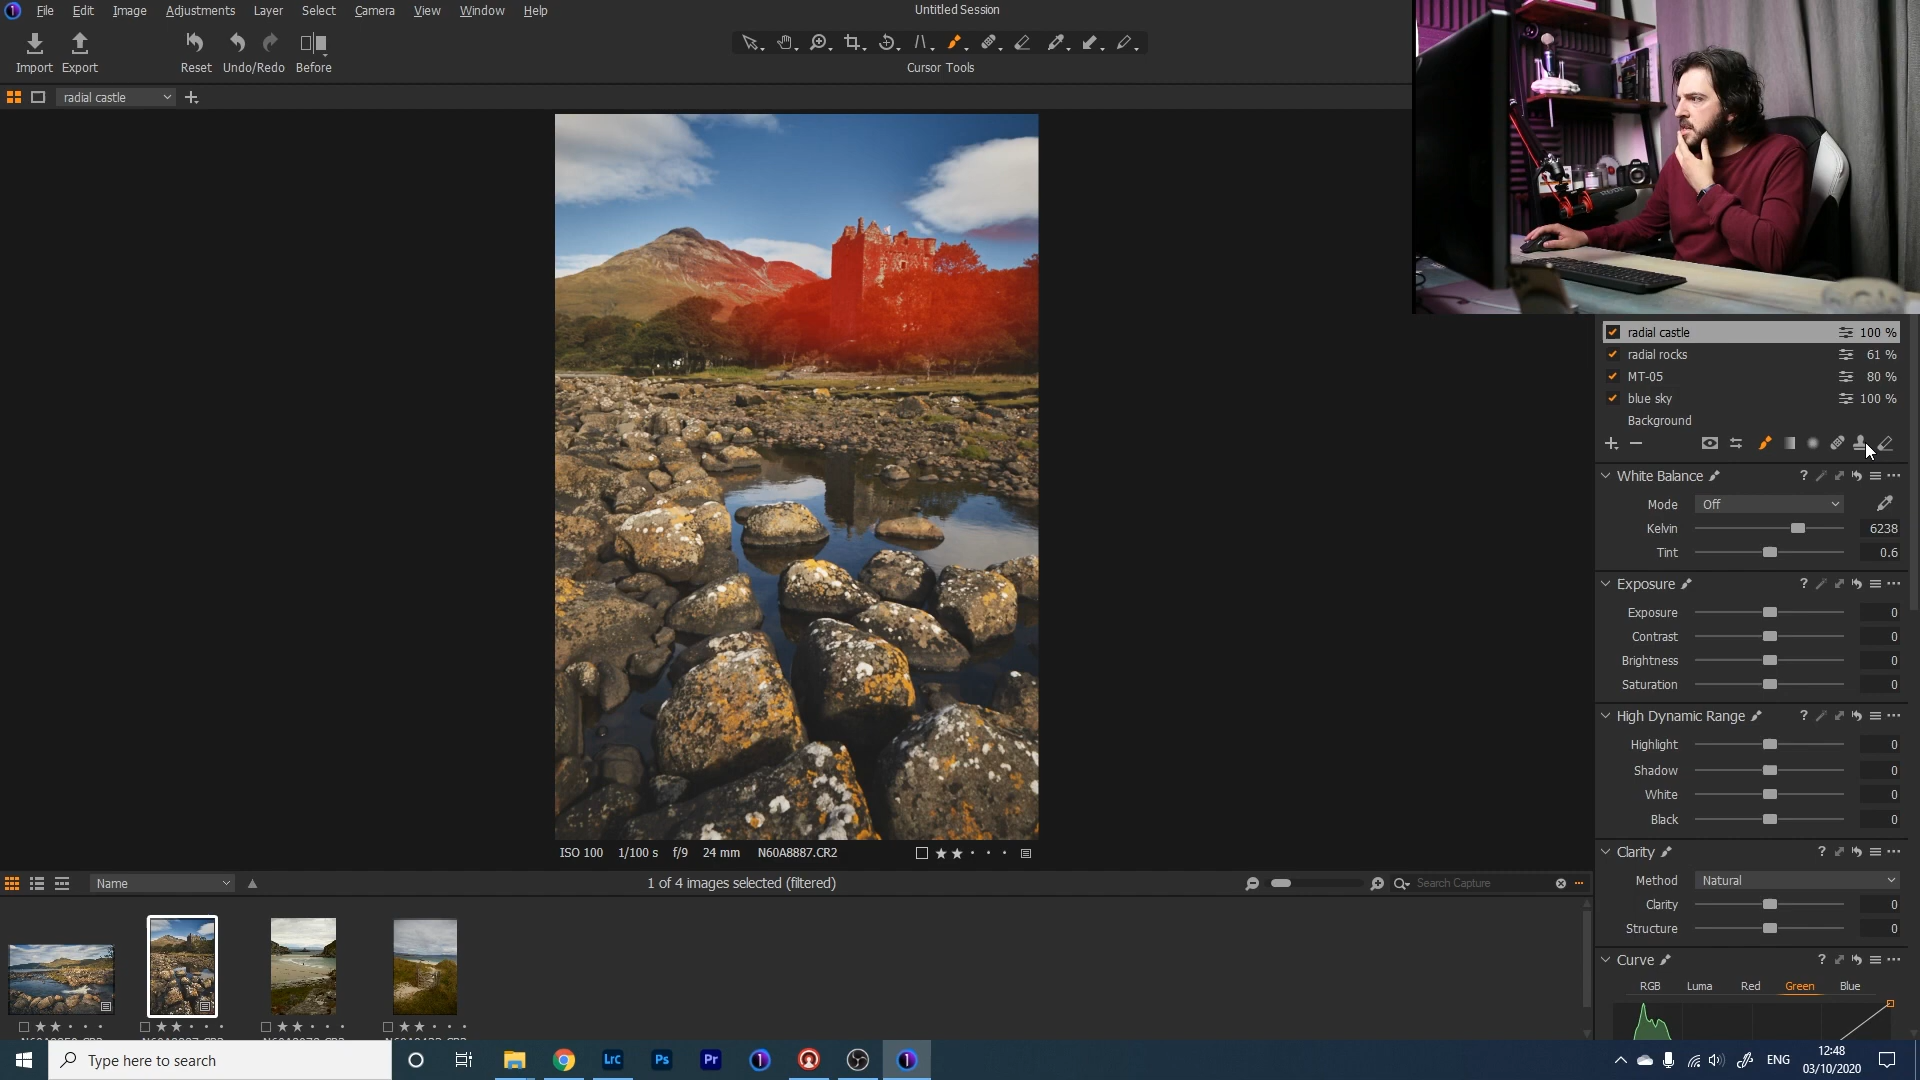 File Edit Image Adjustments Layer Select Camera View Window Help
Untitled Session
Import Export Reset Undo/Redo Before
Cursor Tools
radial castle
radial castle 100 %
radial rocks 61 %
MT-05 80 %
blue sky 100 %
Background
White Balance
Mode Off
Kelvin 6238
Tint 0.6
Exposure
Exposure 0
Contrast 0
Brightness 0
Saturation 0
High Dynamic Range
Highlight 0
Shadow 0
White 0
Black 0
Clarity
Method Natural
Clarity 0
Structure 0
Curve
RGB Luma Red Green Blue
ISO 100 1/100 s f/9 24 mm N60A8887.CR2
Name
1 of 4 images selected (filtered)
Search Capture
Type here to search
Lrc Ps Pr
ENG
12:48
03/10/2020